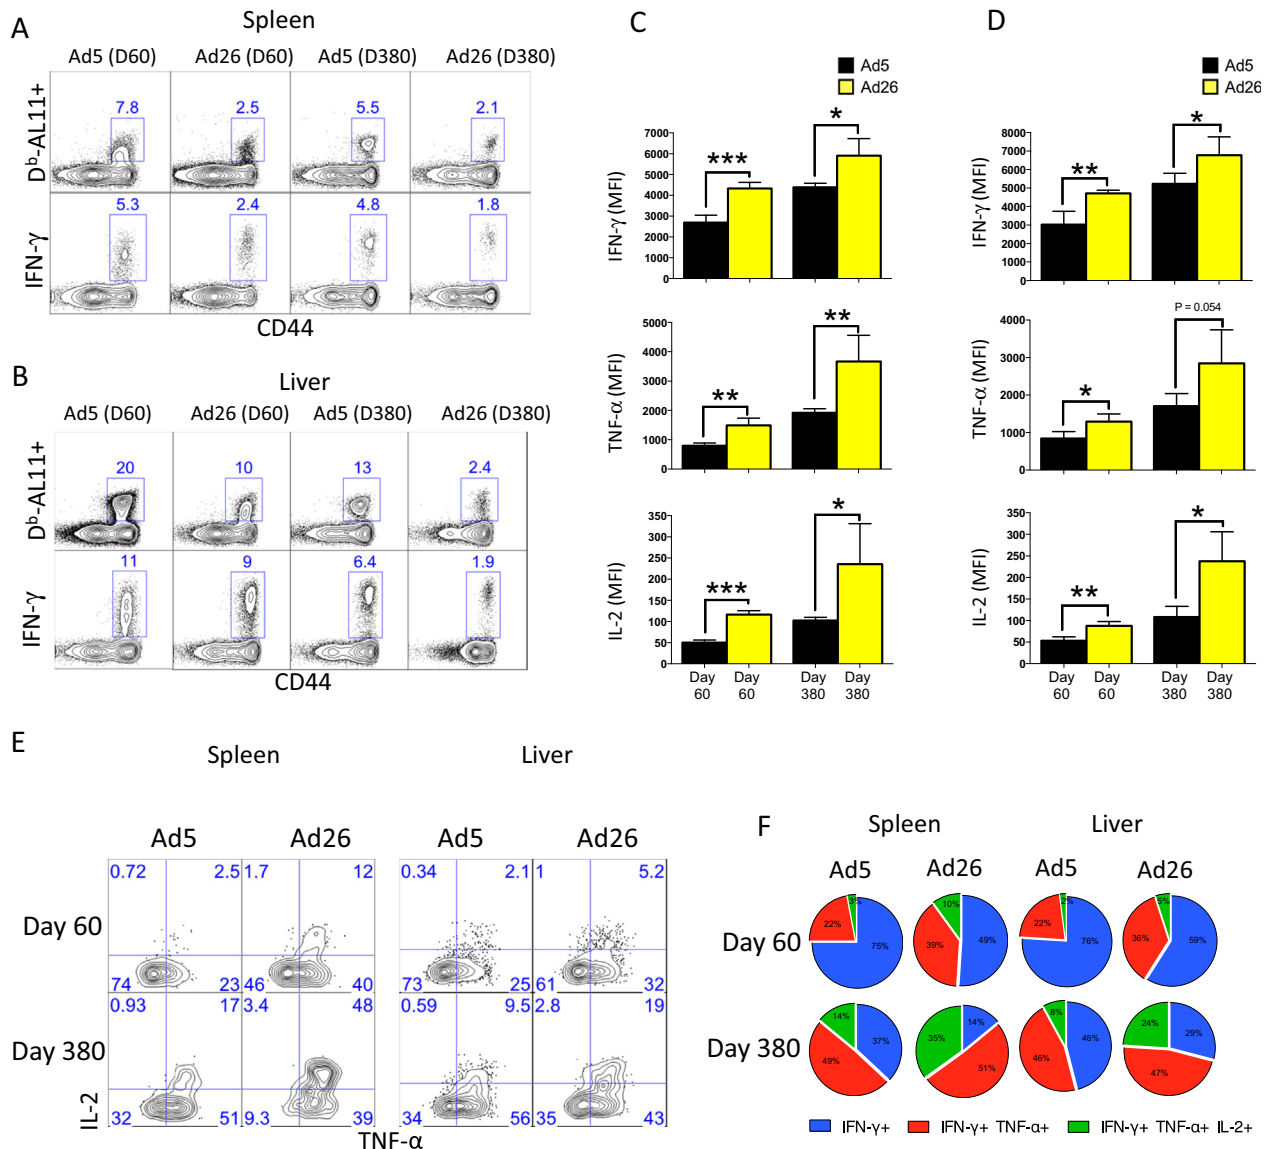 A
Spleen
Ad5 (D60) Ad26 (D60) Ad5 (D380) Ad26 (D380)
Dᵇ-AL11+
7.8 2.5 5.5 2.1
IFN-γ
5.3 2.4 4.8 1.8
CD44
B
Liver
Ad5 (D60) Ad26 (D60) Ad5 (D380) Ad26 (D380)
Dᵇ-AL11+
20 10 13 2.4
IFN-γ
11 9 6.4 1.9
CD44
C
Ad5
Ad26
IFN-γ (MFI)
7000
6000
5000
4000
3000
2000
1000
0
*** *
TNF-α (MFI)
5000
4000
3000
2000
1000
0
** **
IL-2 (MFI)
350
300
250
200
150
100
50
0
*** *
Day Day Day Day
60 60 380 380
D
Ad5
Ad26
IFN-γ (MFI)
8000
7000
6000
5000
4000
3000
2000
1000
0
** *
TNF-α (MFI)
4000
3000
2000
1000
0
* P = 0.054
IL-2 (MFI)
350
300
250
200
150
100
50
0
** *
Day Day Day Day
60 60 380 380
E
Spleen Liver
Ad5 Ad26 Ad5 Ad26
Day 60
0.72 2.5 1.7 12 0.34 2.1 1 5.2
74 23 46 40 73 25 61 32
Day 380
0.93 17 3.4 48 0.59 9.5 2.8 19
32 51 9.3 39 34 56 35 43
IL-2
TNF-α
F
Spleen Liver
Ad5 Ad26 Ad5 Ad26
Day 60
3% 22% 75%
10% 39% 49%
2% 22% 76%
5% 36% 59%
Day 380
14% 37% 49%
35% 14% 51%
8% 46% 46%
24% 29% 47%
IFN-γ+ IFN-γ+ TNF-α+ IFN-γ+ TNF-α+ IL-2+